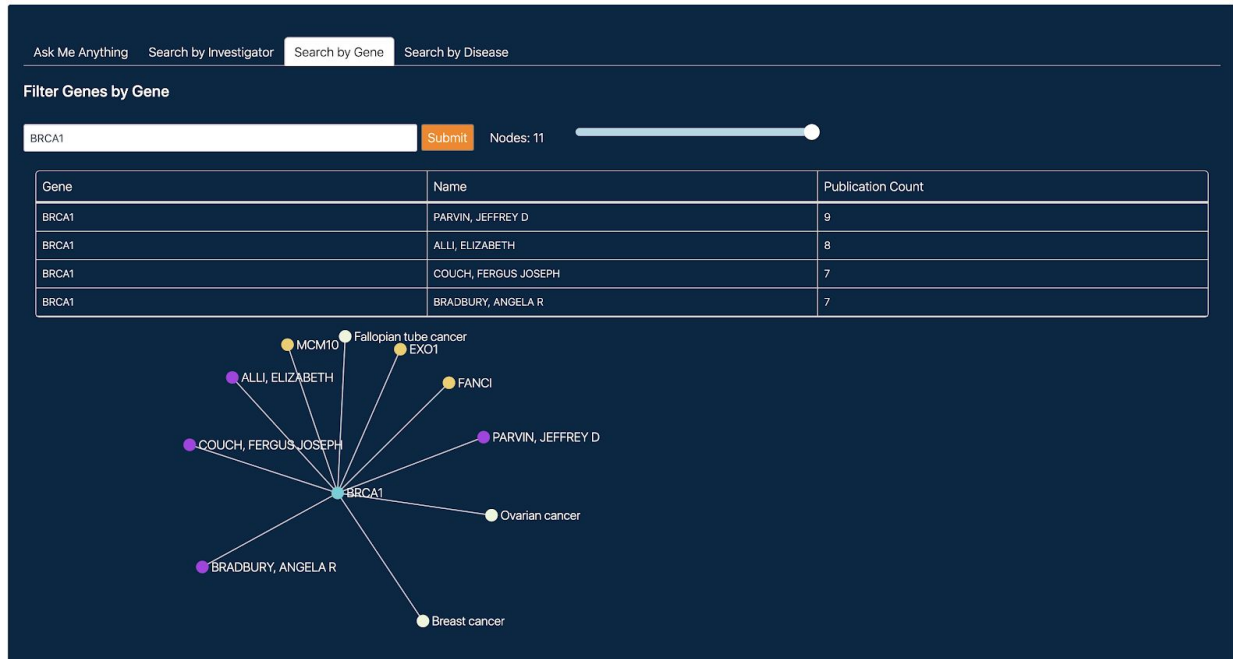 Ask Me Anything Search by Investigator Search by Gene Search by Disease
Filter Genes by Gene
BRCA1 Submit Nodes: 11
Gene Name Publication Count
BRCA1 PARVIN, JEFFREY D 9
BRCA1 ALLI, ELIZABETH 8
BRCA1 COUCH, FERGUS JOSEPH 7
BRCA1 BRADBURY, ANGELA R 7
Fallopian tube cancer
MCM10
EXO1
ALLI, ELIZABETH
FANCI
PARVIN, JEFFREY D
COUCH, FERGUS JOSEPH
BRCA1
Ovarian cancer
BRADBURY, ANGELA R
Breast cancer